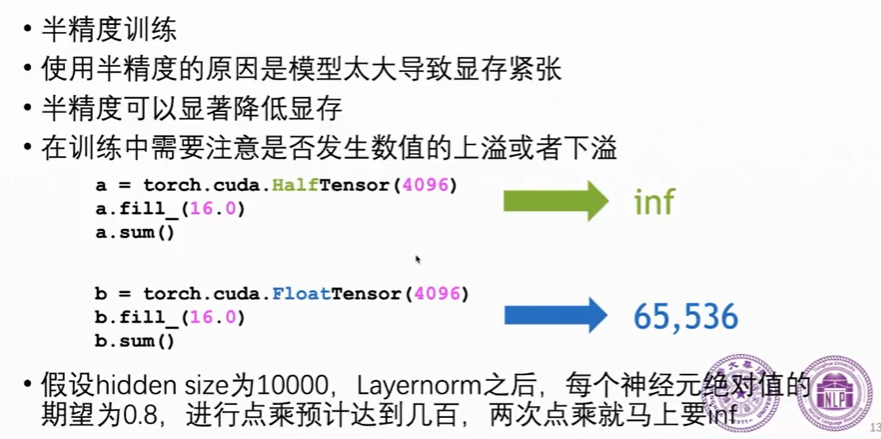 • 半精度训练
• 使用半精度的原因是模型太大导致显存紧张
• 半精度可以显著降低显存
• 在训练中需要注意是否发生数值的上溢或者下溢
a = torch.cuda.HalfTensor(4096)
a.fill_(16.0)
a.sum()
inf
b = torch.cuda.FloatTensor(4096)
b.fill_(16.0)
b.sum()
65,536
• 假设hidden size为10000，Layernorm之后，每个神经元绝对值的
期望为0.8，进行点乘预计达到几百，两次点乘就马上要inf
NLP
13